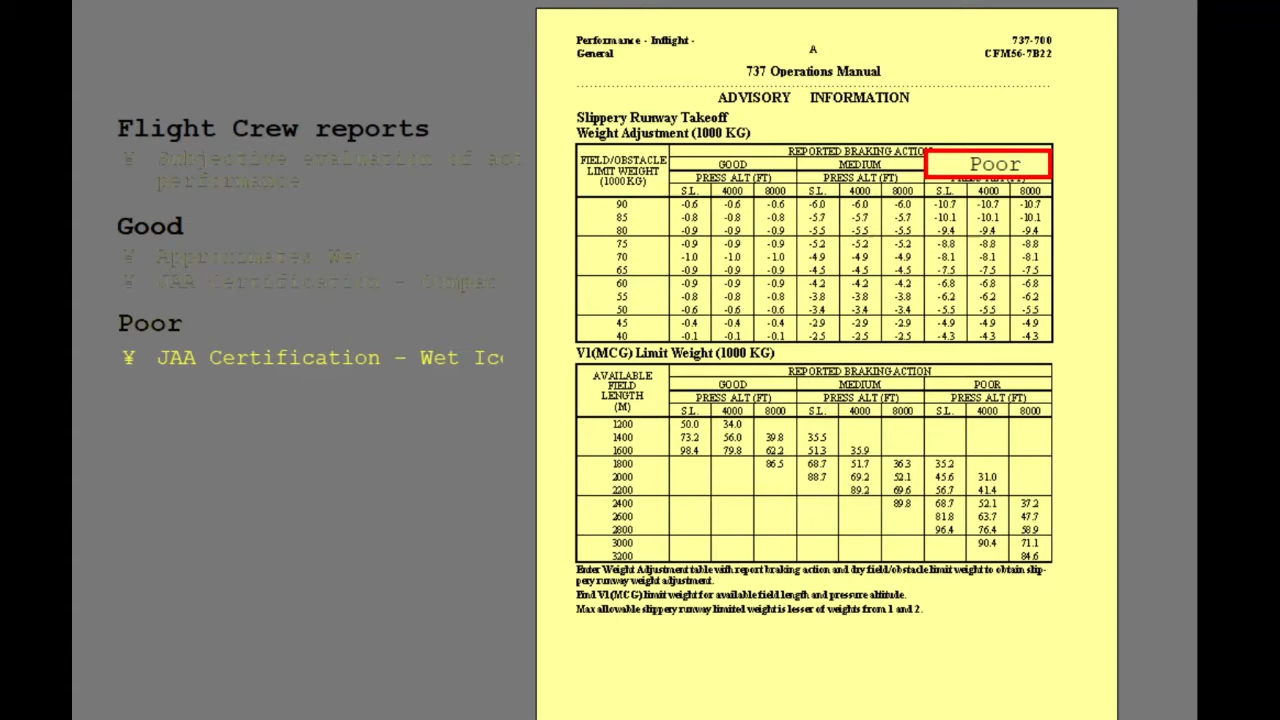 Flight Crew reports
¥ Subjective evaluation of
performance
Good
¥ Approximates Wet
¥ JAA Certification –
Poor
¥ JAA Certification – Wet
Performance - Inflight -
General
A
737-700
CFM56-7B22
737 Operations Manual
ADVISORY INFORMATION
Slippery Runway Takeoff
Weight Adjustment (1000 KG)
FIELD/OBSTACLE
LIMIT WEIGHT
(1000 KG)
REPORTED BRAKING ACTION
GOOD MEDIUM Poor
PRESS ALT (FT) PRESS ALT (FT) PRESS ALT (FT)
S.L. 4000 8000 S.L. 4000 8000 S.L. 4000 8000
90 -0.6 -0.6 -0.6 -6.0 -6.0 -6.0 -10.7 -10.7 -10.7
85 -0.8 -0.8 -0.8 -5.7 -5.7 -5.7 -10.1 -10.1 -10.1
80 -0.9 -0.9 -0.9 -5.5 -5.5 -5.5 -9.4 -9.4 -9.4
75 -0.9 -0.9 -0.9 -5.2 -5.2 -5.2 -8.8 -8.8 -8.8
70 -1.0 -1.0 -1.0 -4.9 -4.9 -4.9 -8.1 -8.1 -8.1
65 -0.9 -0.9 -0.9 -4.5 -4.5 -4.5 -7.5 -7.5 -7.5
60 -0.9 -0.9 -0.9 -4.2 -4.2 -4.2 -6.8 -6.8 -6.8
55 -0.8 -0.8 -0.8 -3.8 -3.8 -3.8 -6.2 -6.2 -6.2
50 -0.6 -0.6 -0.6 -3.4 -3.4 -3.4 -5.5 -5.5 -5.5
45 -0.4 -0.4 -0.4 -2.9 -2.9 -2.9 -4.9 -4.9 -4.9
40 -0.1 -0.1 -0.1 -2.5 -2.5 -2.5 -4.3 -4.3 -4.3
V1(MCG) Limit Weight (1000 KG)
AVAILABLE
FIELD
LENGTH
(M)
REPORTED BRAKING ACTION
GOOD MEDIUM POOR
PRESS ALT (FT) PRESS ALT (FT) PRESS ALT (FT)
S.L. 4000 8000 S.L. 4000 8000 S.L. 4000 8000
1200 50.0 34.0
1400 73.2 56.0 39.8 35.5
1600 98.4 79.8 62.2 51.3 35.9
1800 86.5 68.7 51.7 36.3 35.2
2000 88.7 69.2 52.1 45.6 31.0
2200 89.2 69.6 56.7 41.4
2400 89.8 68.7 52.1 37.2
2600 81.8 63.7 47.7
2800 96.4 76.4 58.9
3000 90.4 71.1
3200 84.6
Enter Weight Adjustment table with report braking action and dry field/obstacle limit weight to obtain slip-
pery runway weight adjustment.
Find V1(MCG) limit weight for available field length and pressure altitude.
Max allowable slippery runway limited weight is lesser of weights from 1 and 2.